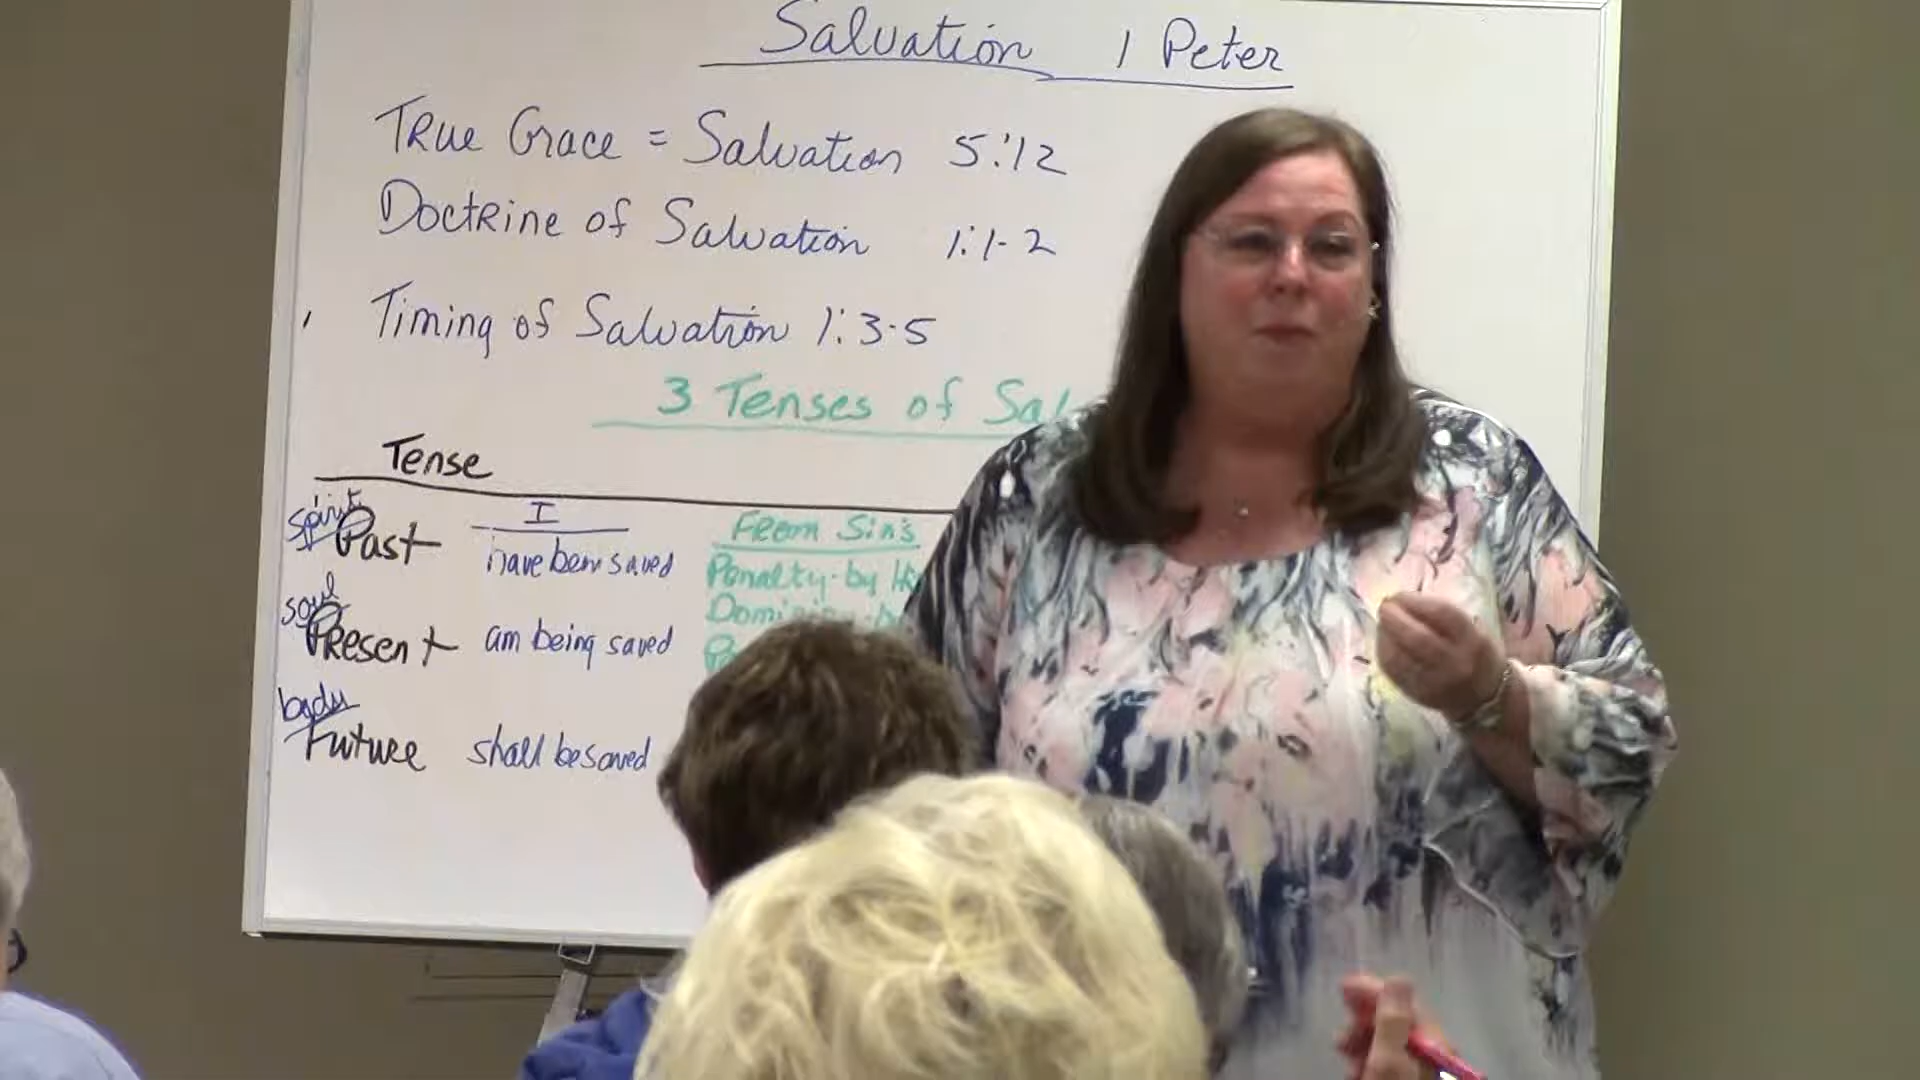 Salvation 1 Peter
True Grace = Salvation 5:12
Doctrine of Salvation 1:1-2
Timing of Salvation 1:3-5
3 Tenses of
Tense
I From Sin's
spirit Past have been saved Penalty-by
soul Present am being saved
body Future shall be saved